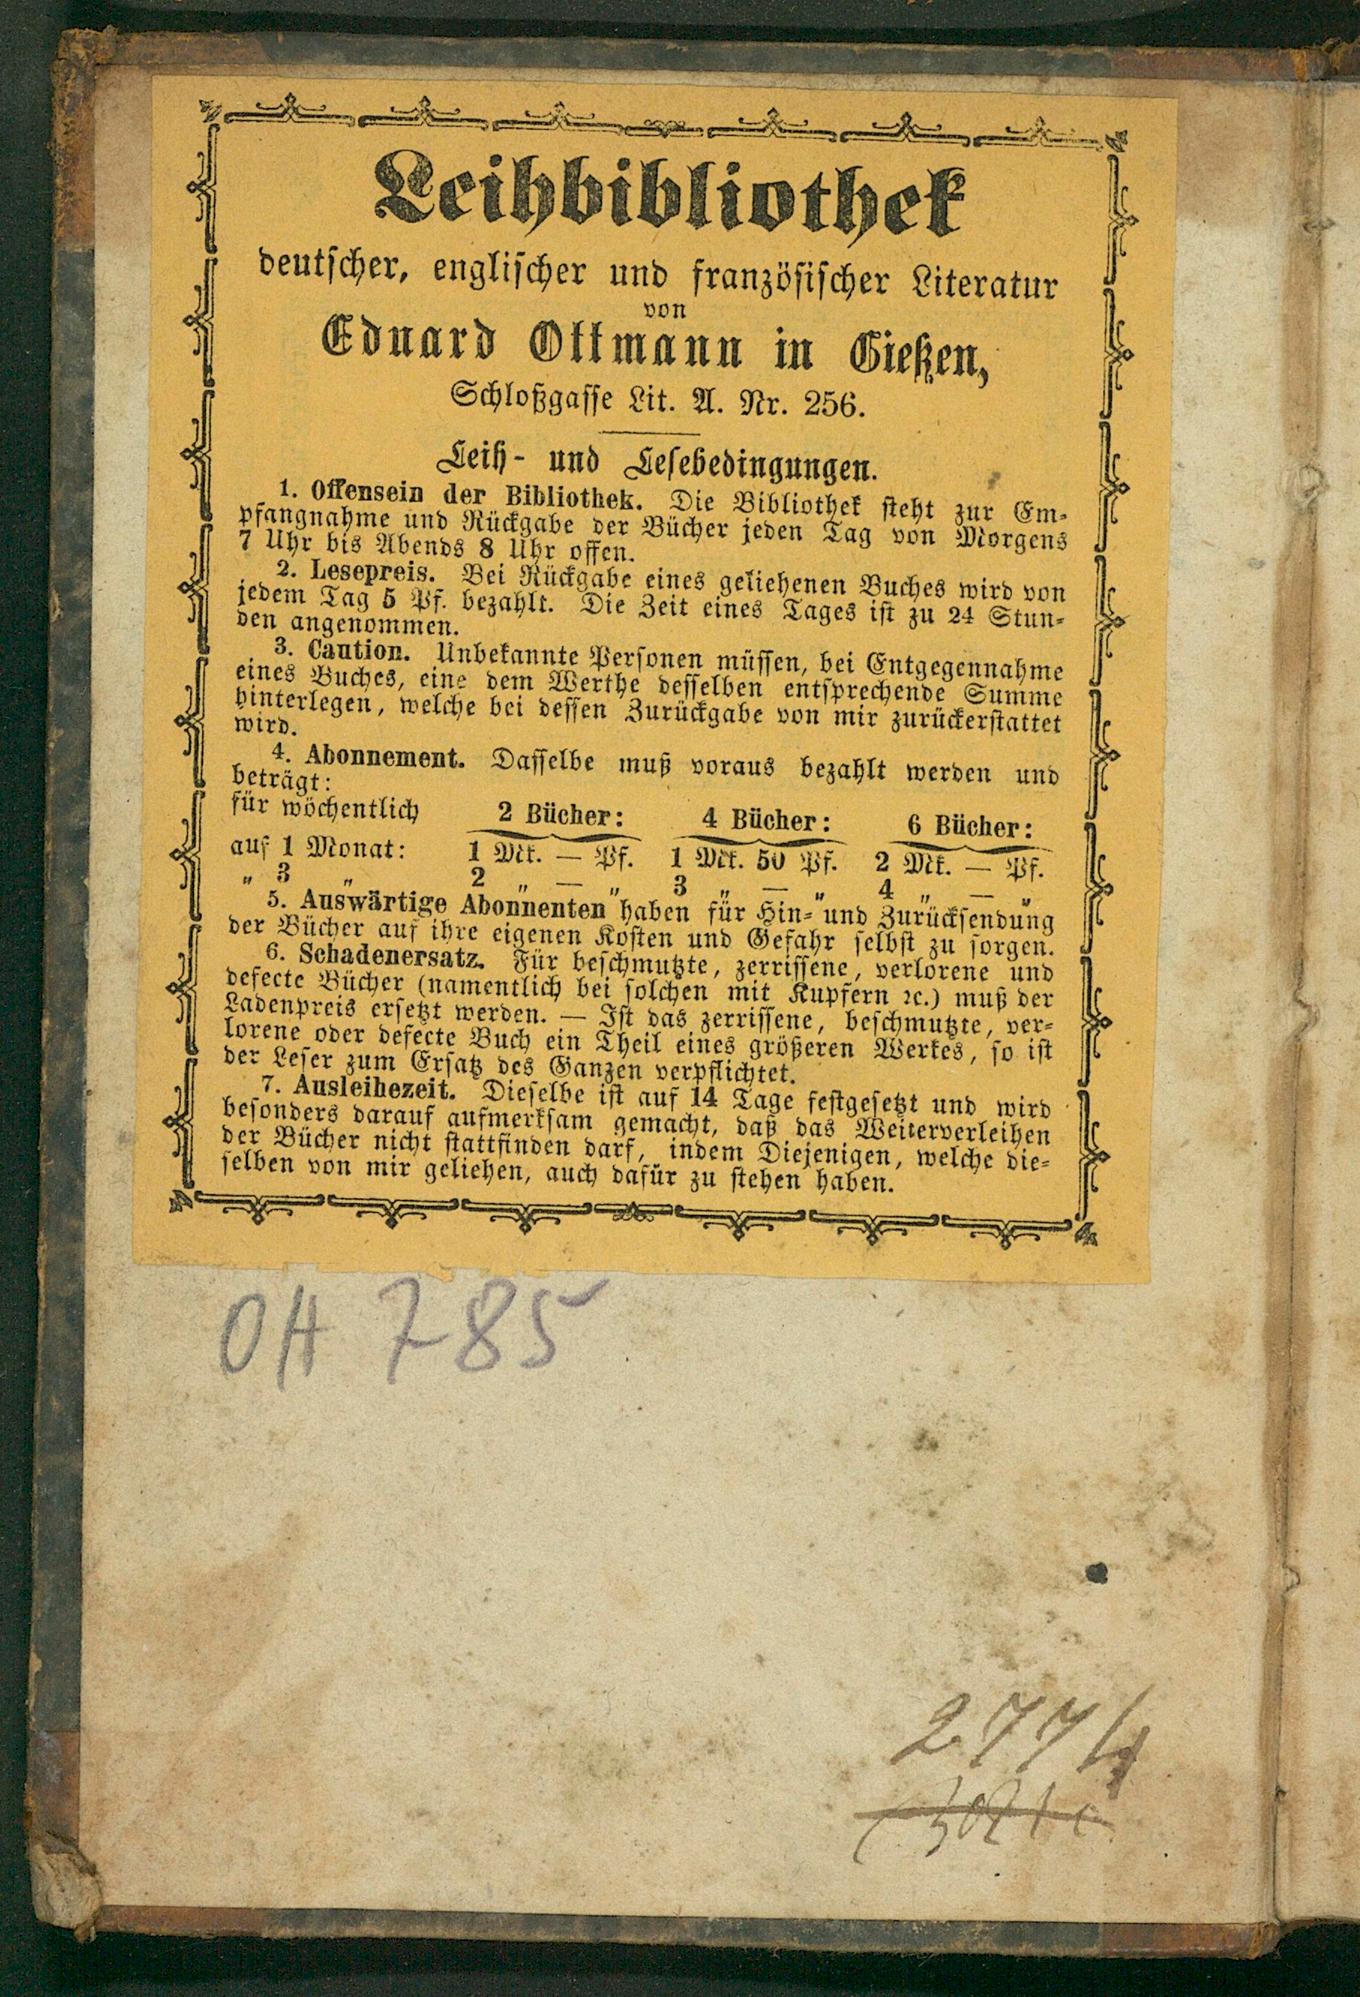 Leihbibliothek
deutscher, englischer und französischer Literatur
von
Eduard Ottmann in Gießen,
Schloßgasse Lit. A. Nr. 256.
Leih- und Lesebedingungen.
1. Offensein der Bibliothek. Die Bibliothek steht zur Em-
pfangnahme und Rückgabe der Bücher jeden Tag von Morgens
7 Uhr bis Abends 8 Uhr offen.
2. Lesepreis. Bei Rückgabe eines geliehenen Buches wird von
jedem Tag 5 Pf. bezahlt. Die Zeit eines Tages ist zu 24 Stun-
den angenommen.
3. Caution. Unbekannte Personen müssen, bei Entgegennahme
eines Buches, eine dem Werthe desselben entsprechende Summe
hinterlegen, welche bei dessen Zurückgabe von mir zurückerstattet
wird.
4. Abonnement. Dasselbe muß voraus bezahlt werden und
beträgt:
für wöchentlich 2 Bücher: 4 Bücher: 6 Bücher:
auf 1 Monat: 1 Mk. — Pf. 1 Mk. 50 Pf. 2 Mk. — Pf.
" 3 " 2 " — " 3 " — " 4 " — "
5. Auswärtige Abonnenten haben für Hin- und Zurücksendung
der Bücher auf ihre eigenen Kosten und Gefahr selbst zu sorgen.
6. Schadenersatz. Für beschmutzte, zerrissene, verlorene und
defecte Bücher (namentlich bei solchen mit Kupfern ꝛc.) muß der
Ladenpreis ersetzt werden. — Ist das zerrissene, beschmutzte, ver-
lorene oder defecte Buch ein Theil eines größeren Werkes, so ist
der Leser zum Ersatz des Ganzen verpflichtet.
7. Ausleihezeit. Dieselbe ist auf 14 Tage festgesetzt und wird
besonders darauf aufmerksam gemacht, daß das Weiterverleihen
der Bücher nicht stattfinden darf, indem Diejenigen, welche die-
selben von mir geliehen, auch dafür zu stehen haben.
OH 785
2774